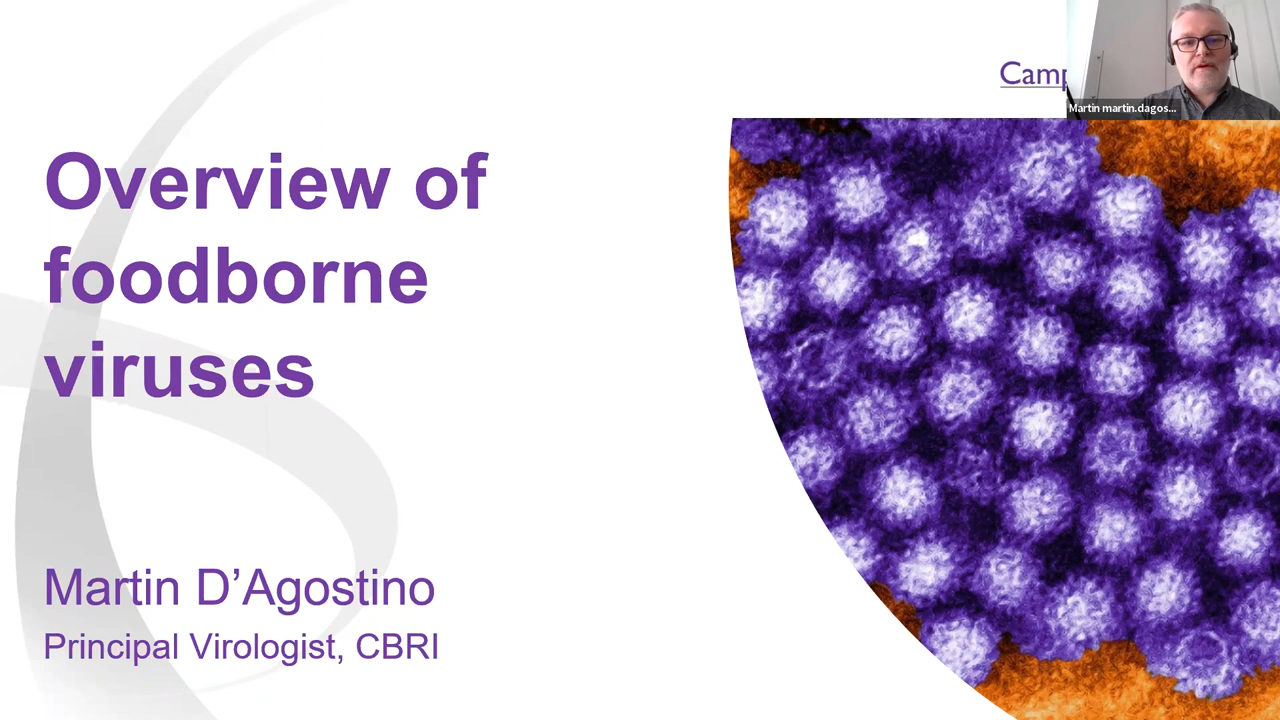 Camp
Martin martin.dagos...
Overview of
foodborne
viruses
Martin D’Agostino
Principal Virologist, CBRI